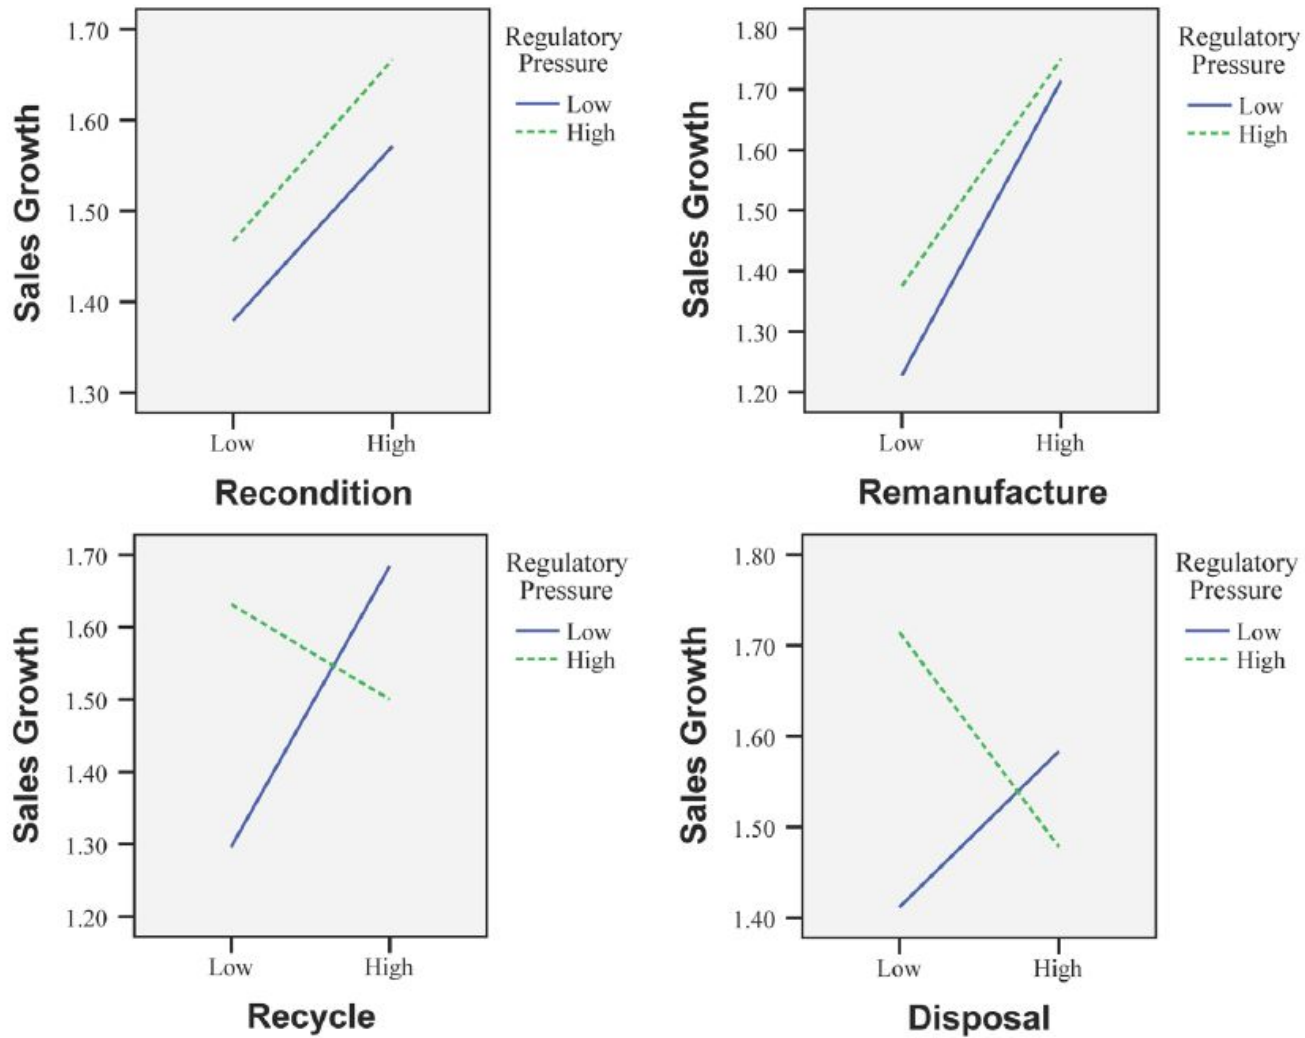 1.70
1.60
1.50
1.40
1.30
Sales Growth
Low
High
Recondition
Regulatory
Pressure
Low
High
1.80
1.70
1.60
1.50
1.40
1.30
1.20
Sales Growth
Low
High
Remanufacture
Regulatory
Pressure
Low
High
1.70
1.60
1.50
1.40
1.30
1.20
Sales Growth
Low
High
Recycle
Regulatory
Pressure
Low
High
1.80
1.70
1.60
1.50
1.40
Sales Growth
Low
High
Disposal
Regulatory
Pressure
Low
High